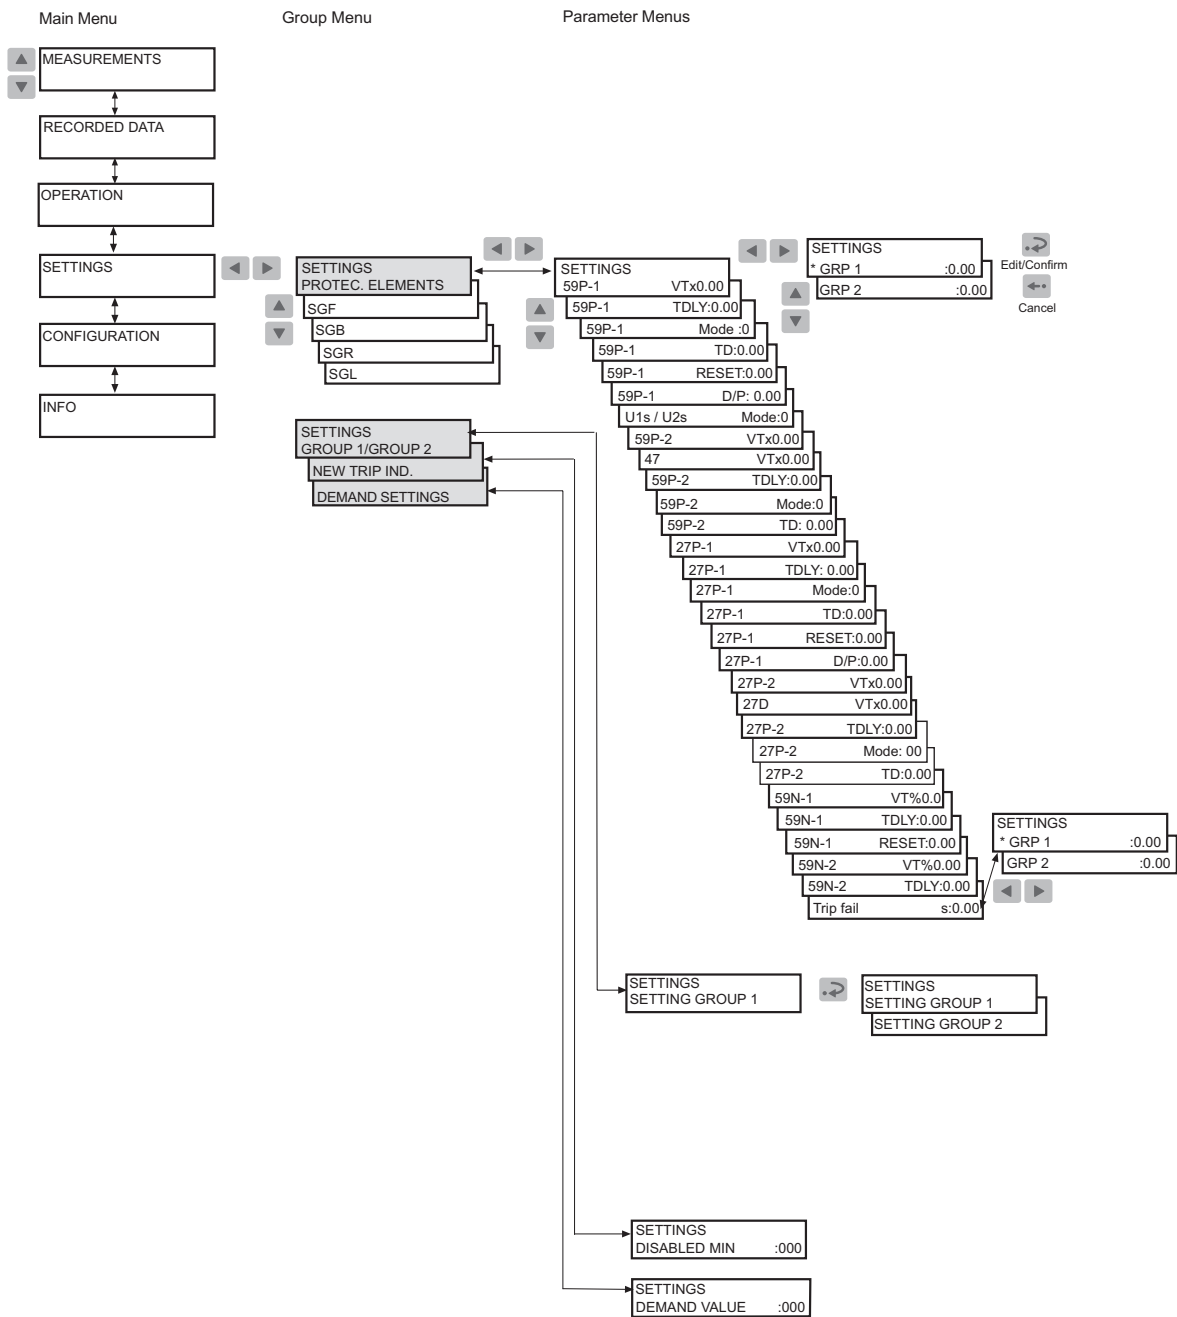 Main Menu
Group Menu
Parameter Menus
MEASUREMENTS
RECORDED DATA
OPERATION
SETTINGS
CONFIGURATION
INFO
SETTINGS
PROTEC. ELEMENTS
SGF
SGB
SGR
SGL
SETTINGS
GROUP 1/GROUP 2
NEW TRIP IND.
DEMAND SETTINGS
SETTINGS
59P-1 VTx0.00
59P-1 TDLY:0.00
59P-1 Mode :0
59P-1 TD:0.00
59P-1 RESET:0.00
59P-1 D/P: 0.00
U1s / U2s Mode:0
59P-2 VTx0.00
47 VTx0.00
59P-2 TDLY:0.00
59P-2 Mode:0
59P-2 TD: 0.00
27P-1 VTx0.00
27P-1 TDLY: 0.00
27P-1 Mode:0
27P-1 TD:0.00
27P-1 RESET:0.00
27P-1 D/P:0.00
27P-2 VTx0.00
27D VTx0.00
27P-2 TDLY:0.00
27P-2 Mode: 00
27P-2 TD:0.00
59N-1 VT%0.0
59N-1 TDLY:0.00
59N-1 RESET:0.00
59N-2 VT%0.00
59N-2 TDLY:0.00
Trip fail s:0.00
SETTINGS
* GRP 1 :0.00
GRP 2 :0.00
Edit/Confirm
Cancel
SETTINGS
* GRP 1 :0.00
GRP 2 :0.00
SETTINGS
SETTING GROUP 1
SETTINGS
SETTING GROUP 1
SETTING GROUP 2
SETTINGS
DISABLED MIN :000
SETTINGS
DEMAND VALUE :000